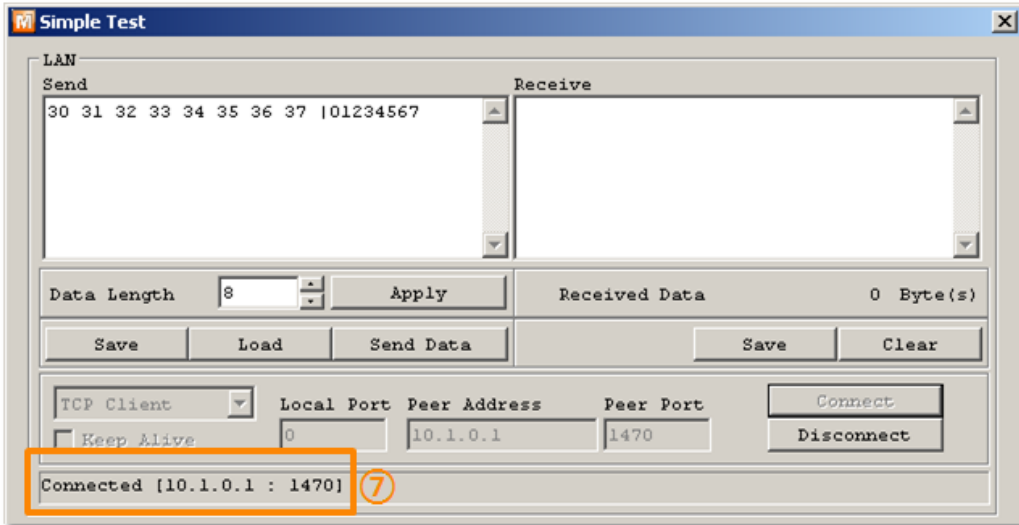 Simple Test
LAN
Send
Receive
30 31 32 33 34 35 36 37 |01234567
Data Length 8 Apply
Received Data 0 Byte(s)
Save Load Send Data
Save Clear
TCP Client
Local Port Peer Address Peer Port
Connect
Keep Alive
0 10.1.0.1 1470
Disconnect
Connected [10.1.0.1 : 1470]
⑦